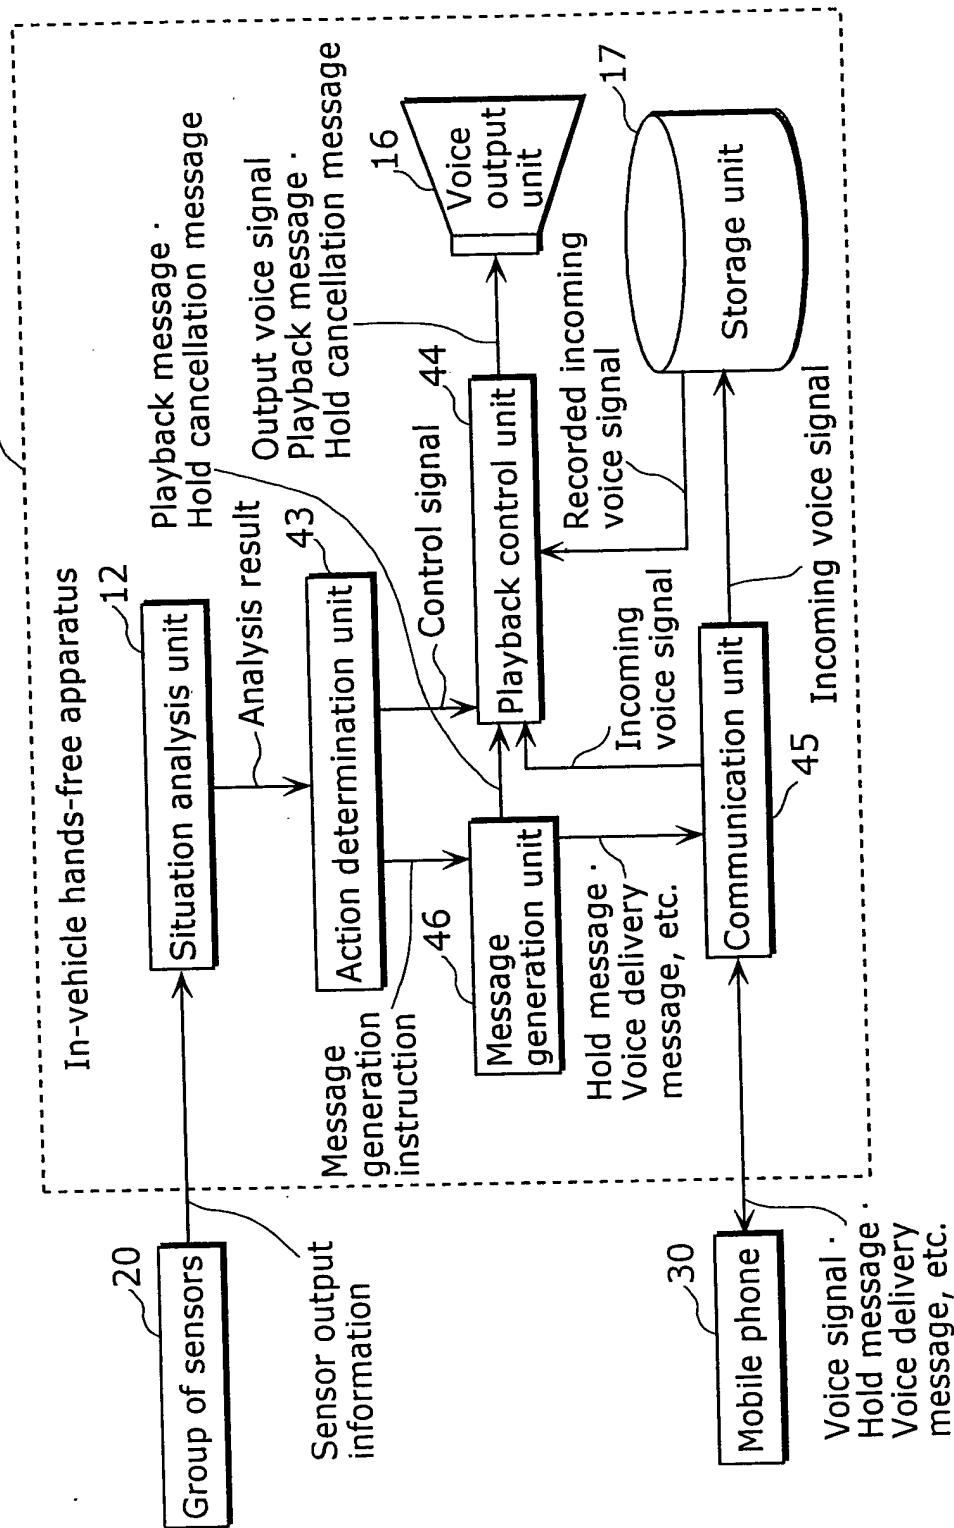 In-vehicle hands-free apparatus
20
Group of sensors
Sensor output
information
12
Situation analysis unit
Analysis result
43
Action determination unit
Message
generation
instruction
Control signal
Playback message ·
Hold cancellation message
Output voice signal
Playback message ·
Hold cancellation message
46
Message
generation unit
44
Playback control unit
16
Voice
output
unit
Hold message ·
Voice delivery
message, etc.
Incoming
voice signal
Recorded incoming
voice signal
17
Storage unit
30
Mobile phone
Communication unit
45
Incoming voice signal
Voice signal ·
Hold message ·
Voice delivery
message, etc.